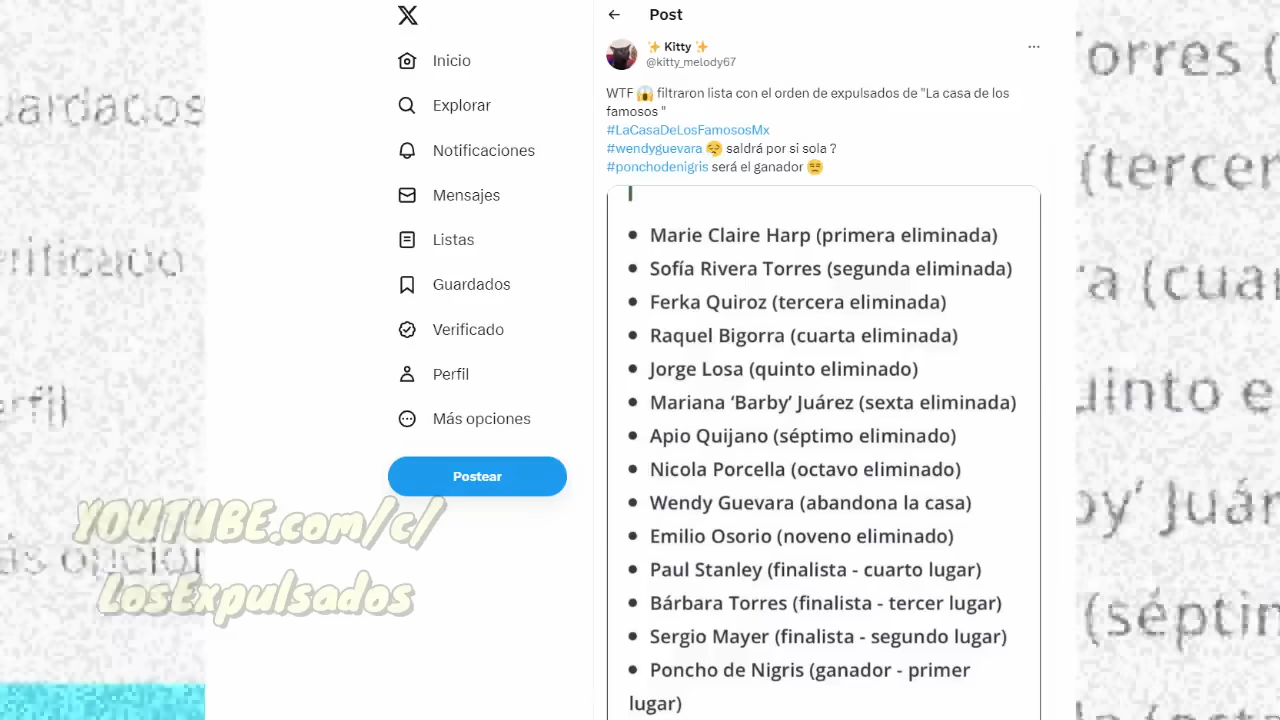 Post
✨ Kitty ✨
@kitty_melody67
Inicio
Explorar
Notificaciones
Mensajes
Listas
Guardados
Verificado
Perfil
Más opciones
Postear
WTF 😱 filtraron lista con el orden de expulsados de "La casa de los
famosos "
#LaCasaDeLosFamososMx
#wendyguevara 😔 saldrá por si sola ?
#ponchodenigris será el ganador 😒
• Marie Claire Harp (primera eliminada)
• Sofía Rivera Torres (segunda eliminada)
• Ferka Quiroz (tercera eliminada)
• Raquel Bigorra (cuarta eliminada)
• Jorge Losa (quinto eliminado)
• Mariana ‘Barby’ Juárez (sexta eliminada)
• Apio Quijano (séptimo eliminado)
• Nicola Porcella (octavo eliminado)
• Wendy Guevara (abandona la casa)
• Emilio Osorio (noveno eliminado)
• Paul Stanley (finalista - cuarto lugar)
• Bárbara Torres (finalista - tercer lugar)
• Sergio Mayer (finalista - segundo lugar)
• Poncho de Nigris (ganador - primer
lugar)
YOUTUBE.com/c/
LosExpulsados